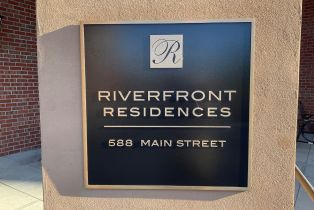 R
RIVERFRONT
RESIDENCES
588 MAIN STREET